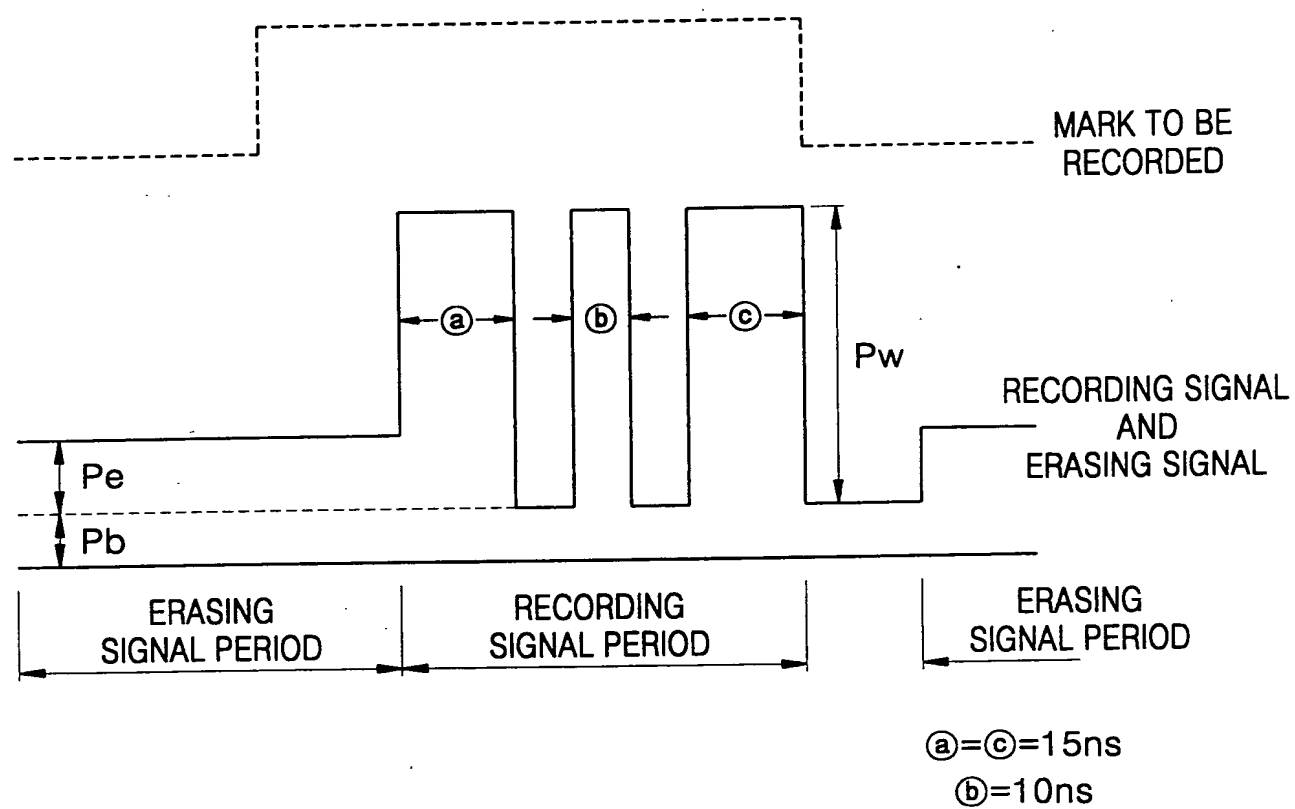 MARK TO BE
RECORDED
ⓐ
ⓑ
ⓒ
Pw
RECORDING SIGNAL
AND
ERASING SIGNAL
Pe
Pb
ERASING
SIGNAL PERIOD
RECORDING
SIGNAL PERIOD
ERASING
SIGNAL PERIOD
ⓐ=ⓒ=15ns
ⓑ=10ns